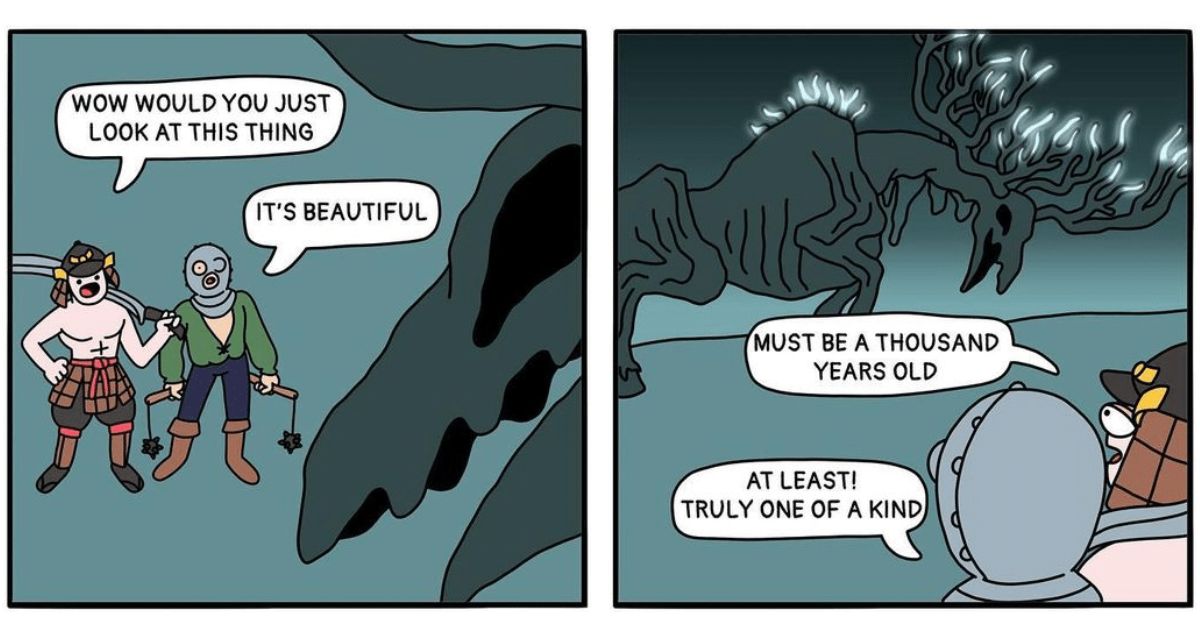 WOW WOULD YOU JUST
LOOK AT THIS THING
IT'S BEAUTIFUL
MUST BE A THOUSAND
YEARS OLD
AT LEAST!
TRULY ONE OF A KIND